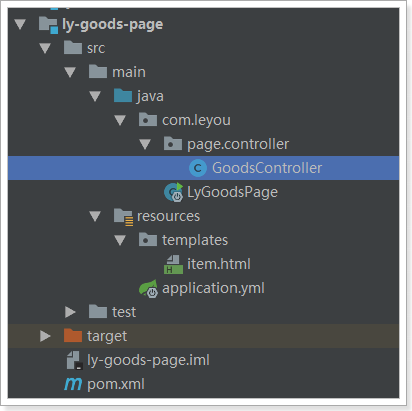 ly-goods-page
src
main
java
com.leyou
page.controller
GoodsController
LyGoodsPage
resources
templates
item.html
application.yml
test
target
ly-goods-page.iml
pom.xml